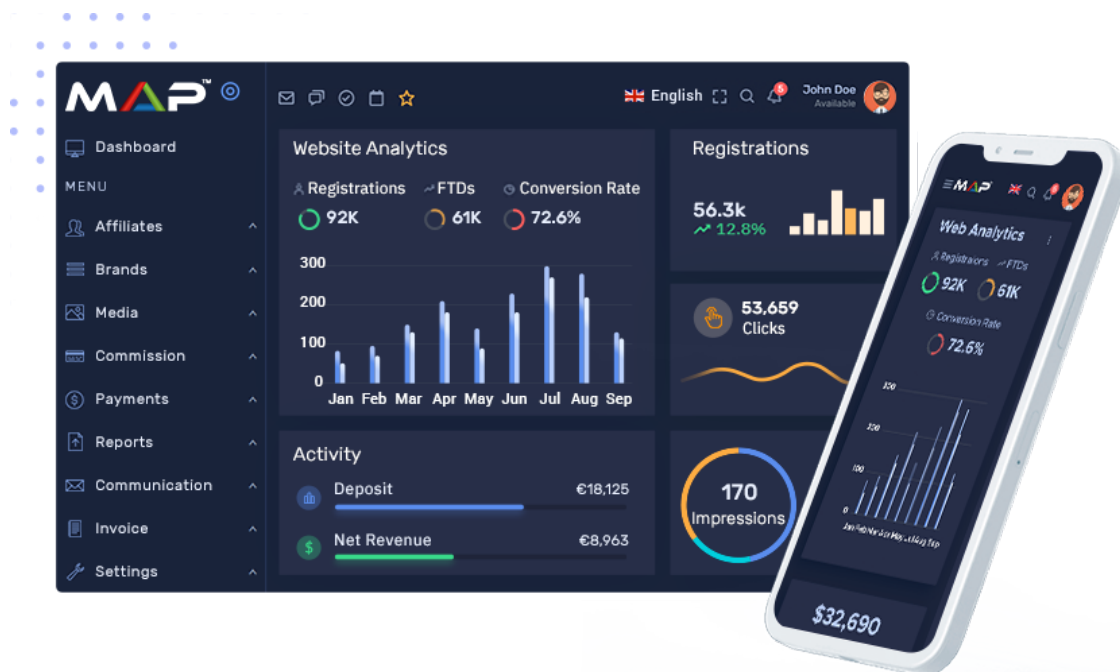 MAP™
Dashboard
MENU
Affiliates
Brands
Media
Commission
Payments
Reports
Communication
Invoice
Settings
English
5
John Doe
Available
Website Analytics
Registrations FTDs Conversion Rate
92K 61K 72.6%
300
200
100
0
Jan Feb Mar Apr May Jun Jul Aug Sep
Registrations
56.3k
12.8%
53,659
Clicks
Activity
Deposit €18,125
Net Revenue €8,963
170
Impressions
MAP
Web Analytics
FTDs
92K 61K
Conversion Rate
72.6%
100
0
$32,690